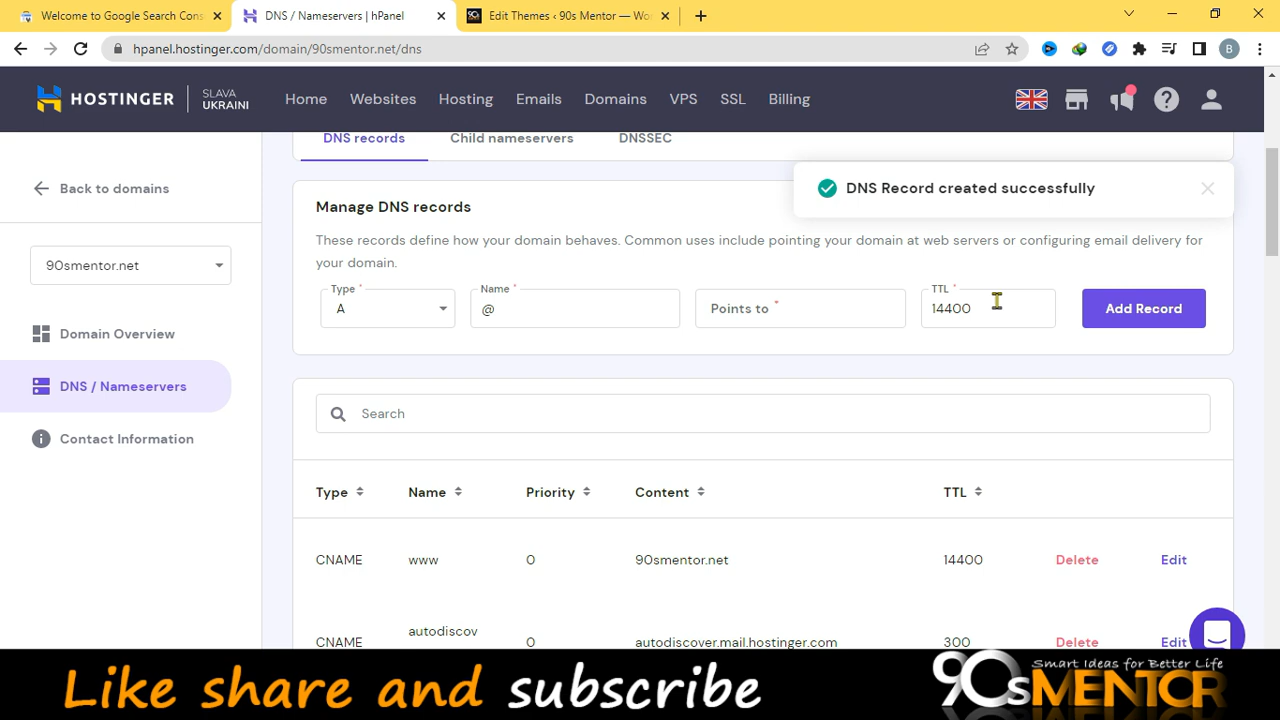 Welcome to Google Search Cons
DNS / Nameservers | hPanel
Edit Themes ‹ 90s Mentor — Wo
hpanel.hostinger.com/domain/90smentor.net/dns
B
HOSTINGER
SLAVA
UKRAINI
Home
Websites
Hosting
Emails
Domains
VPS
SSL
Billing
DNS records
Child nameservers
DNSSEC
Back to domains
DNS Record created successfully
Manage DNS records
These records define how your domain behaves. Common uses include pointing your domain at web servers or configuring email delivery for
your domain.
90smentor.net
Type *
A
Name *
@
Points to *
TTL *
14400
Add Record
Domain Overview
DNS / Nameservers
Contact Information
Search
Type
Name
Priority
Content
TTL
CNAME
www
0
90smentor.net
14400
Delete
Edit
CNAME
autodiscov
0
autodiscover.mail.hostinger.com
300
Delete
Edit
Like share and subscribe
Smart Ideas for Better Life
90sMENTOR